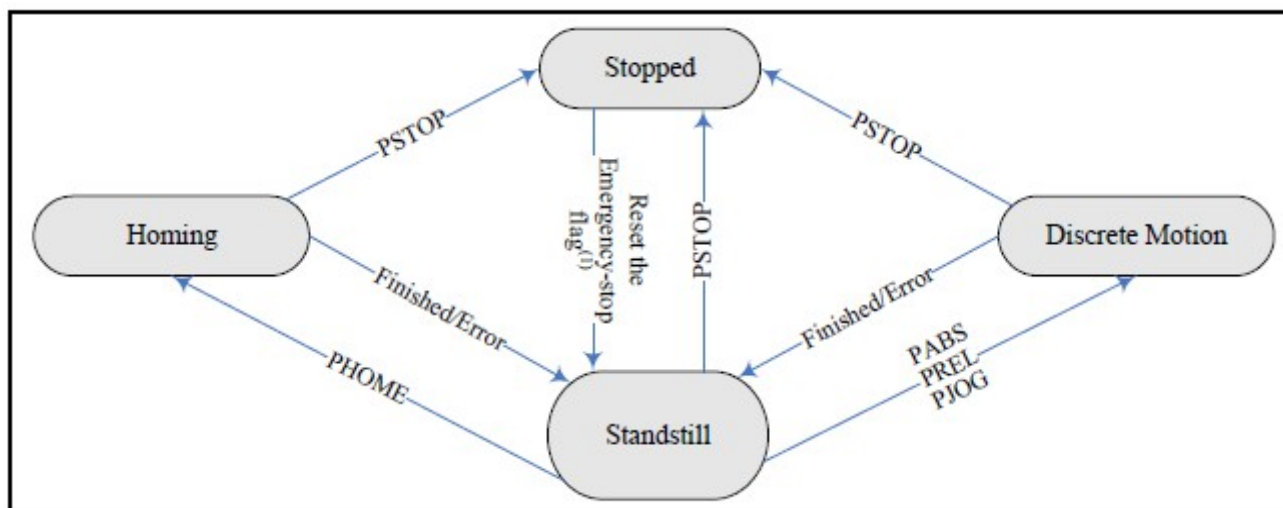 Stopped
PSTOP
PSTOP
Reset the
Emergency-stop
flag(1)
PSTOP
Homing
Discrete Motion
Finished/Error
Finished/Error
PHOME
PABS
PREL
PJOG
Standstill